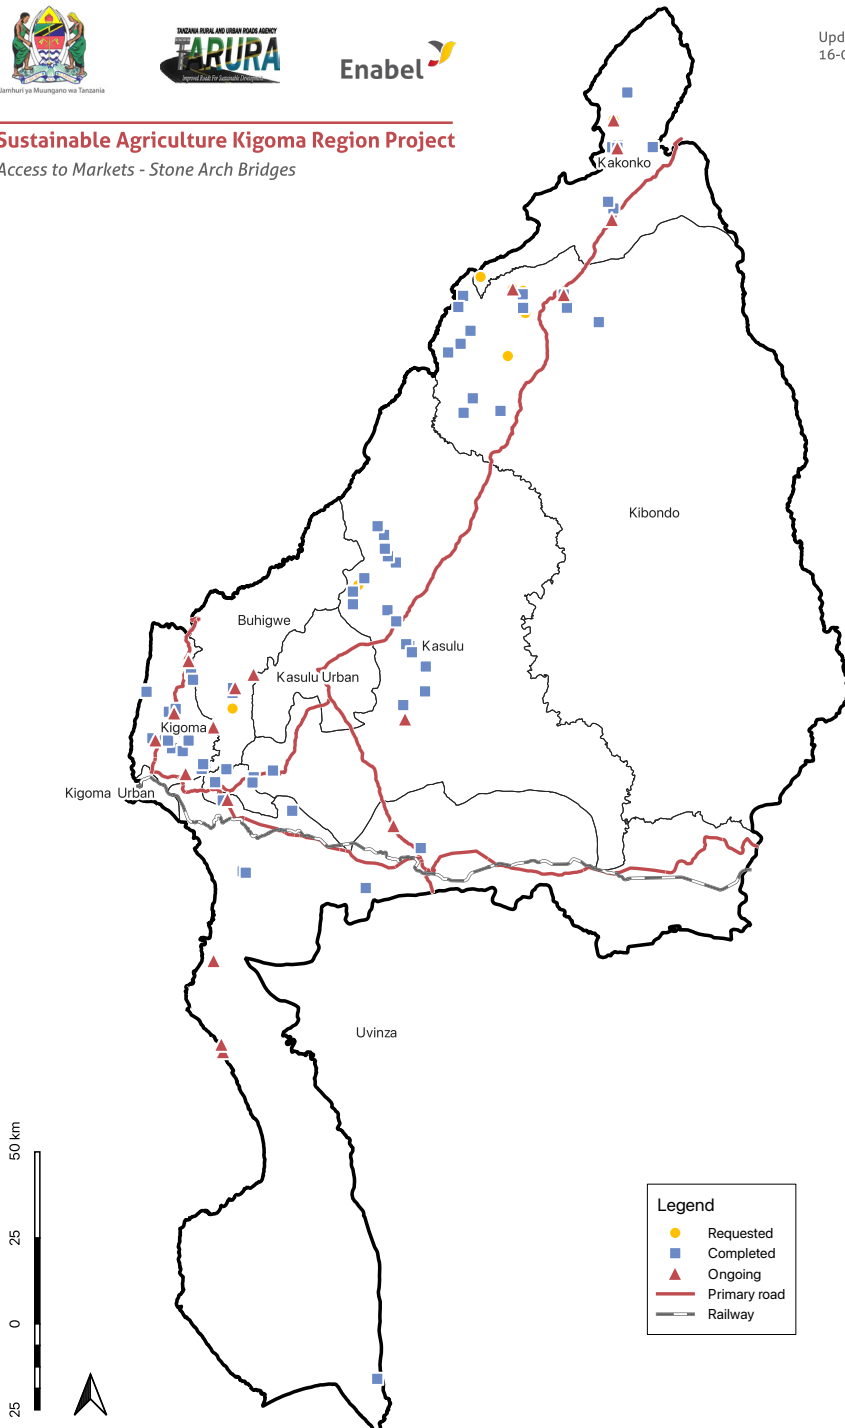 TANZANIA RURAL AND URBAN ROADS AGENCY
TARURA
Improved Roads For Sustainable Development
Jamhuri ya Muungano wa Tanzania
Enabel
Upd
16-0
Sustainable Agriculture Kigoma Region Project
Access to Markets - Stone Arch Bridges
Kakonko
Kibondo
Buhigwe
Kasulu
Kasulu Urban
Kigoma
Kigoma Urban
Uvinza
50 km
25
0
25
Legend
Requested
Completed
Ongoing
Primary road
Railway